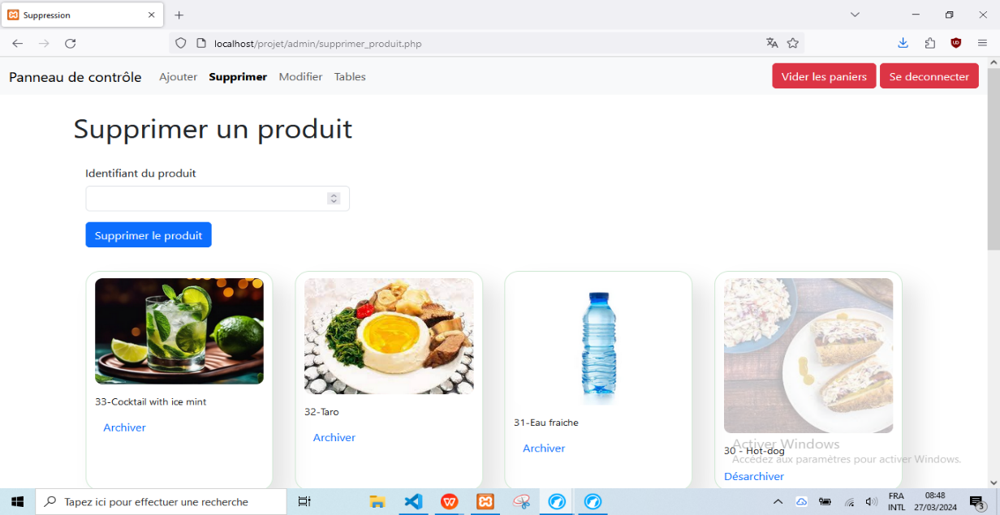 Suppression
localhost/projet/admin/supprimer_produit.php
Panneau de contrôle Ajouter Supprimer Modifier Tables Vider les paniers Se deconnecter
Supprimer un produit
Identifiant du produit
Supprimer le produit
33-Cocktail with ice mint
Archiver
32-Taro
Archiver
31-Eau fraiche
Archiver
30 - Hot-dog
Désarchiver
Activer Windows
Accédez aux paramètres pour activer Windows.
Tapez ici pour effectuer une recherche
FRA
INTL
08:48
27/03/2024
3